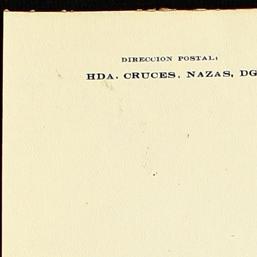 DIRECCION POSTAL:
HDA. CRUCES. NAZAS, DG